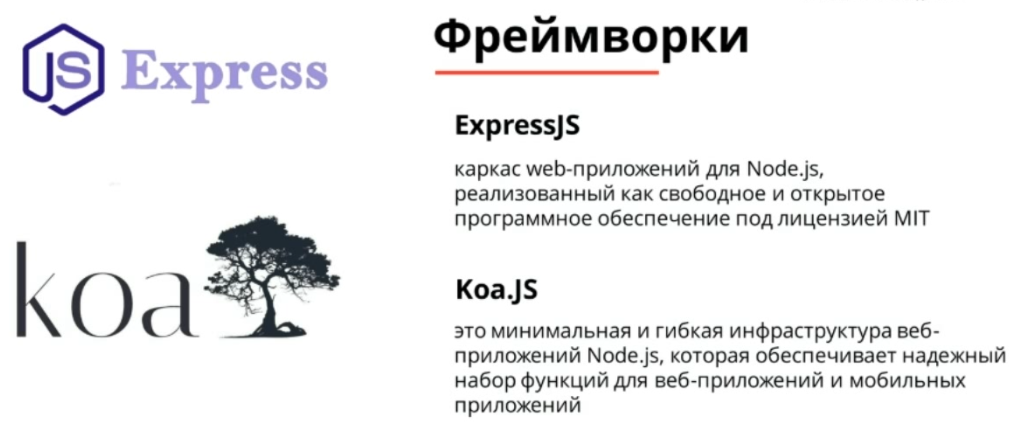 JS Express
koa
Фреймворки
ExpressJS
каркас web-приложений для Node.js,
реализованный как свободное и открытое
программное обеспечение под лицензией MIT
Koa.JS
это минимальная и гибкая инфраструктура веб-
приложений Node.js, которая обеспечивает надежный
набор функций для веб-приложений и мобильных
приложений